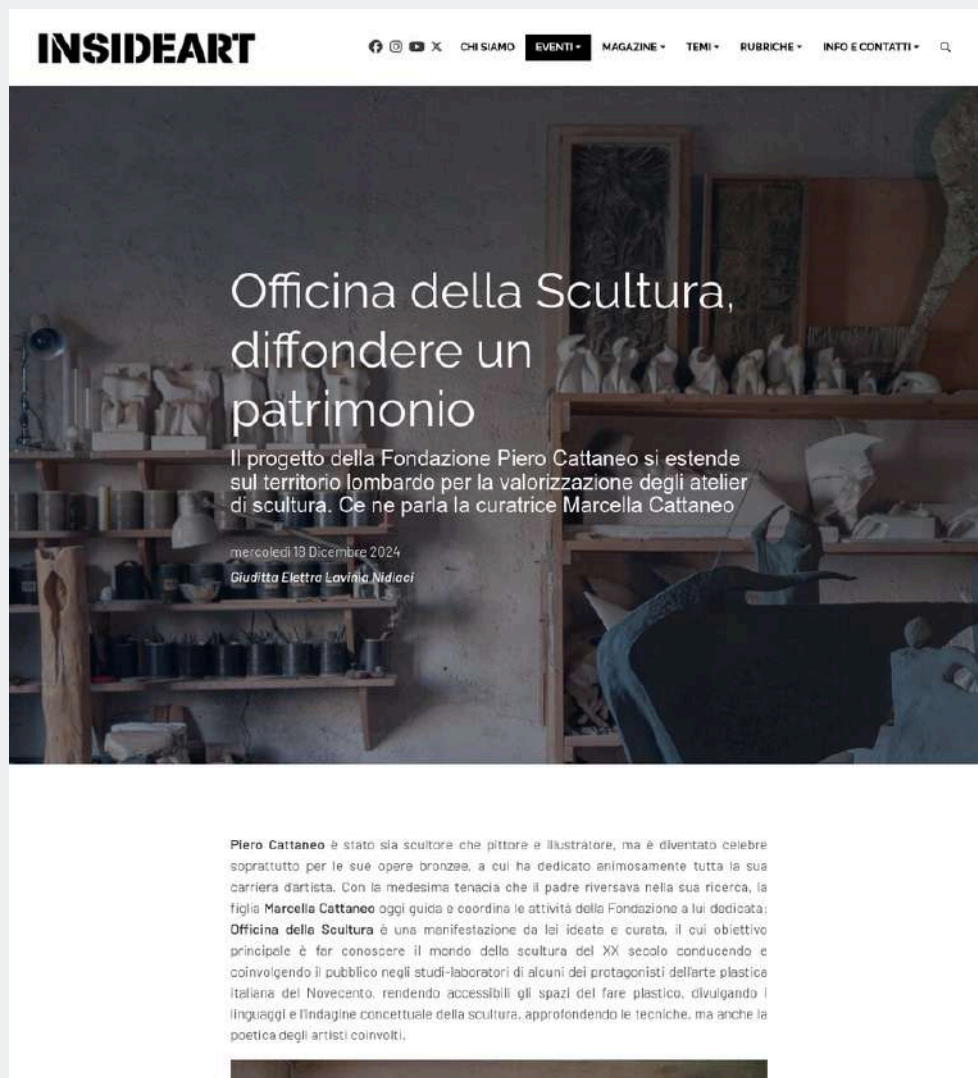 INSIDEART
CHI SIAMO
EVENTI
MAGAZINE
TEMI
RUBRICHE
INFO E CONTATTI
Officina della Scultura,
diffondere un
patrimonio
Il progetto della Fondazione Piero Cattaneo si estende
sul territorio lombardo per la valorizzazione degli atelier
di scultura. Ce ne parla la curatrice Marcella Cattaneo
mercoledì 18 Dicembre 2024
Giuditta Elettra Lavinia Nidiaci
Piero Cattaneo è stato sia scultore che pittore e illustratore, ma è diventato celebre
soprattutto per le sue opere bronzee, a cui ha dedicato animosamente tutta la sua
carriera d'artista. Con la medesima tenacia che il padre riversava nella sua ricerca, la
figlia Marcella Cattaneo oggi guida e coordina le attività della Fondazione a lui dedicata:
Officina della Scultura è una manifestazione da lei ideata e curata, il cui obiettivo
principale è far conoscere il mondo della scultura del XX secolo conducendo e
coinvolgendo il pubblico negli studi-laboratori di alcuni dei protagonisti dell'arte plastica
italiana del Novecento, rendendo accessibili gli spazi del fare plastico, divulgando i
linguaggi e l'indagine concettuale della scultura, approfondendo le tecniche, ma anche la
poetica degli artisti coinvolti.